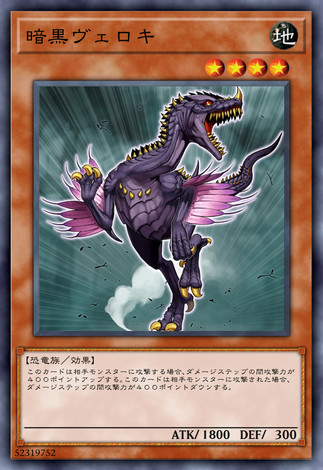 暗黒ヴェロキ
地
【恐竜族／効果】
このカードは相手モンスターに攻撃する場合、ダメージステップの間攻撃力が
４００ポイントアップする。このカードは相手モンスターに攻撃された場合、
ダメージステップの間攻撃力が４００ポイントダウンする。
ATK/ 1800 DEF/ 300
52319752